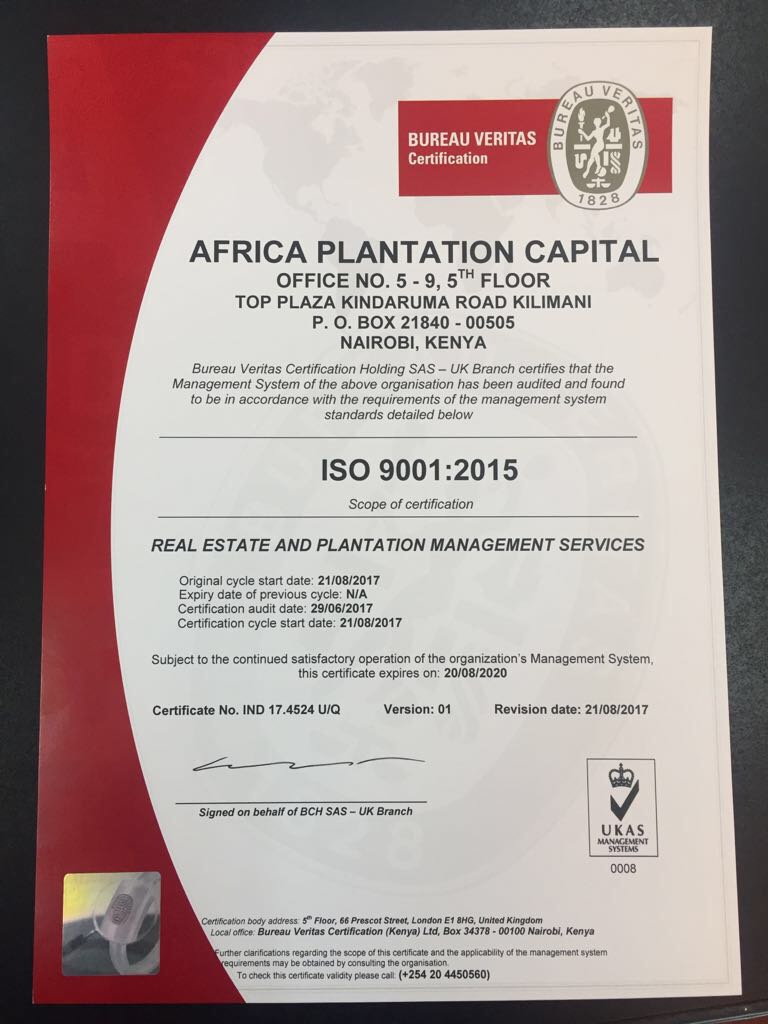 BUREAU VERITAS
Certification
BUREAU VERITAS
1828
AFRICA PLANTATION CAPITAL
OFFICE NO. 5 - 9, 5TH FLOOR
TOP PLAZA KINDARUMA ROAD KILIMANI
P. O. BOX 21840 - 00505
NAIROBI, KENYA
Bureau Veritas Certification Holding SAS – UK Branch certifies that the
Management System of the above organisation has been audited and found
to be in accordance with the requirements of the management system
standards detailed below
ISO 9001:2015
Scope of certification
REAL ESTATE AND PLANTATION MANAGEMENT SERVICES
Original cycle start date: 21/08/2017
Expiry date of previous cycle: N/A
Certification audit date: 29/06/2017
Certification cycle start date: 21/08/2017
Subject to the continued satisfactory operation of the organization's Management System,
this certificate expires on: 20/08/2020
Certificate No. IND 17.4524 U/Q Version: 01 Revision date: 21/08/2017
Signed on behalf of BCH SAS – UK Branch
UKAS
MANAGEMENT
SYSTEMS
0008
Certification body address: 5th Floor, 66 Prescot Street, London E1 8HG, United Kingdom
Local office: Bureau Veritas Certification (Kenya) Ltd, Box 34378 - 00100 Nairobi, Kenya
Further clarifications regarding the scope of this certificate and the applicability of the management system
requirements may be obtained by consulting the organisation.
To check this certificate validity please call: (+254 20 4450560)